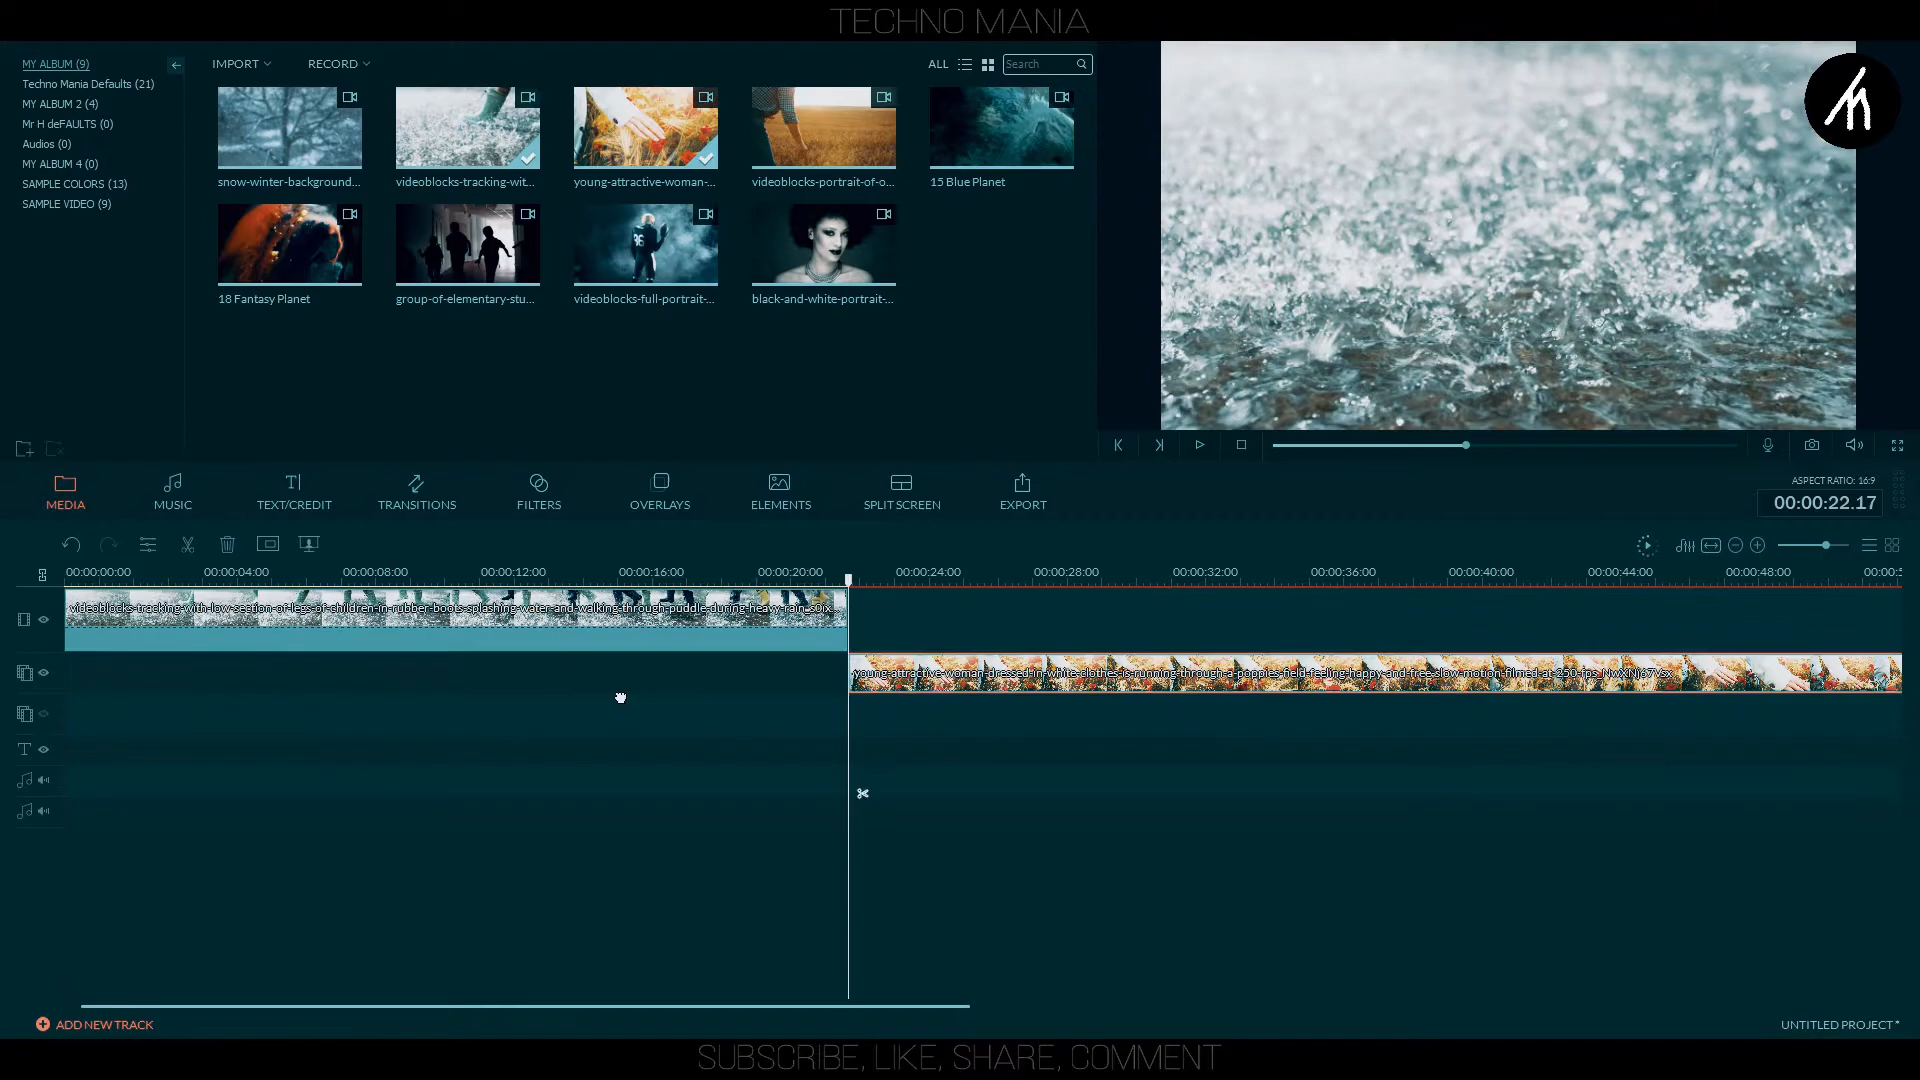 TECHNO MANIA
MY ALBUM (9)
Techno Mania Defaults (21)
MY ALBUM 2 (4)
Mr H deFAULTS (0)
Audios (0)
MY ALBUM 4 (0)
SAMPLE COLORS (13)
SAMPLE VIDEO (9)
IMPORT
RECORD
ALL
Search
snow-winter-background...
videoblocks-tracking-wit...
young-attractive-woman-...
videoblocks-portrait-of-o...
15 Blue Planet
36
18 Fantasy Planet
group-of-elementary-stu...
videoblocks-full-portrait-...
black-and-white-portrait-...
MEDIA
MUSIC
TEXT/CREDIT
TRANSITIONS
FILTERS
OVERLAYS
ELEMENTS
SPLIT SCREEN
EXPORT
ASPECT RATIO: 16:9
00:00:22.17
00:00:00:00 00:00:04:00 00:00:08:00 00:00:12:00 00:00:16:00 00:00:20:00 00:00:24:00 00:00:28:00 00:00:32:00 00:00:36:00 00:00:40:00 00:00:44:00 00:00:48:00 00:00:5
videoblocks-tracking-with-low-section-of-legs-of-children-in-rubber-boots-splashing-water-and-walking-through-puddle-during-heavy-rain_s0ix...
young-attractive-woman-dressed-in-white-clothes-is-running-through-a-poppies-field-feeling-happy-and-free-slow-motion-filmed-at-250-fps_NwXNj67Vsx
ADD NEW TRACK
UNTITLED PROJECT*
SUBSCRIBE, LIKE, SHARE, COMMENT